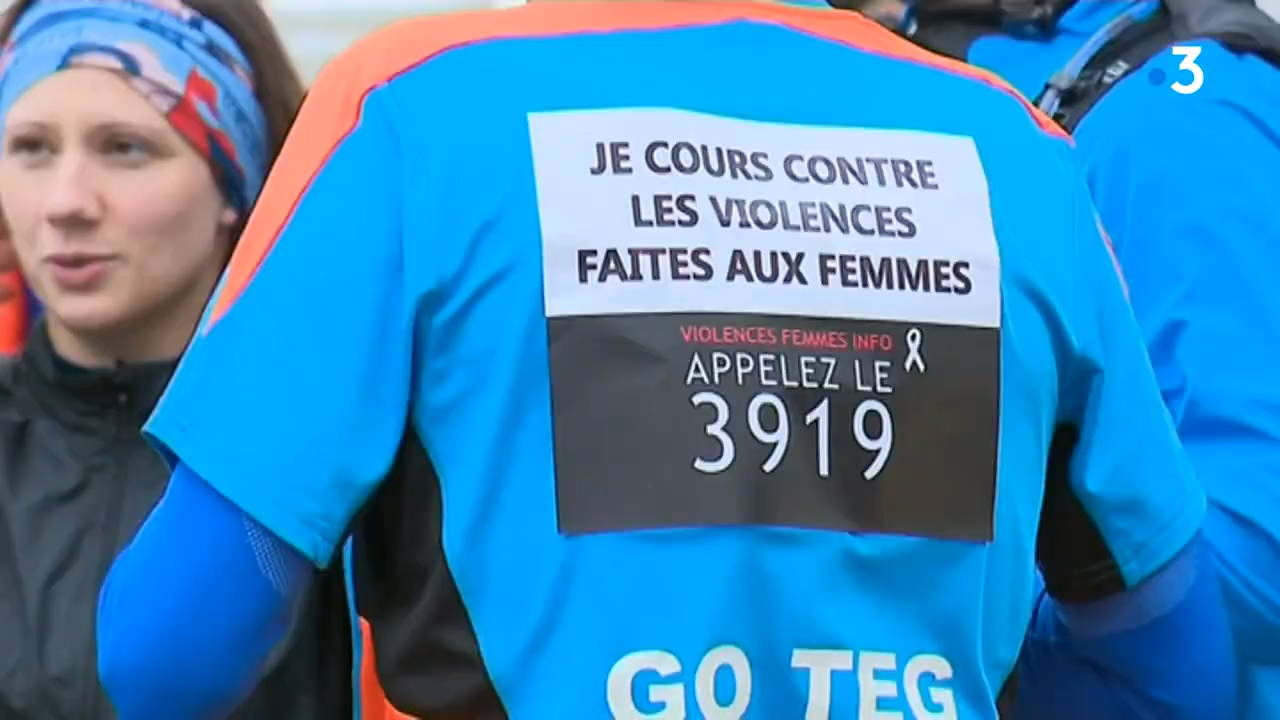 3
JE COURS CONTRE
LES VIOLENCES
FAITES AUX FEMMES
VIOLENCES FEMMES INFO
APPELEZ LE
3919
GO TEG